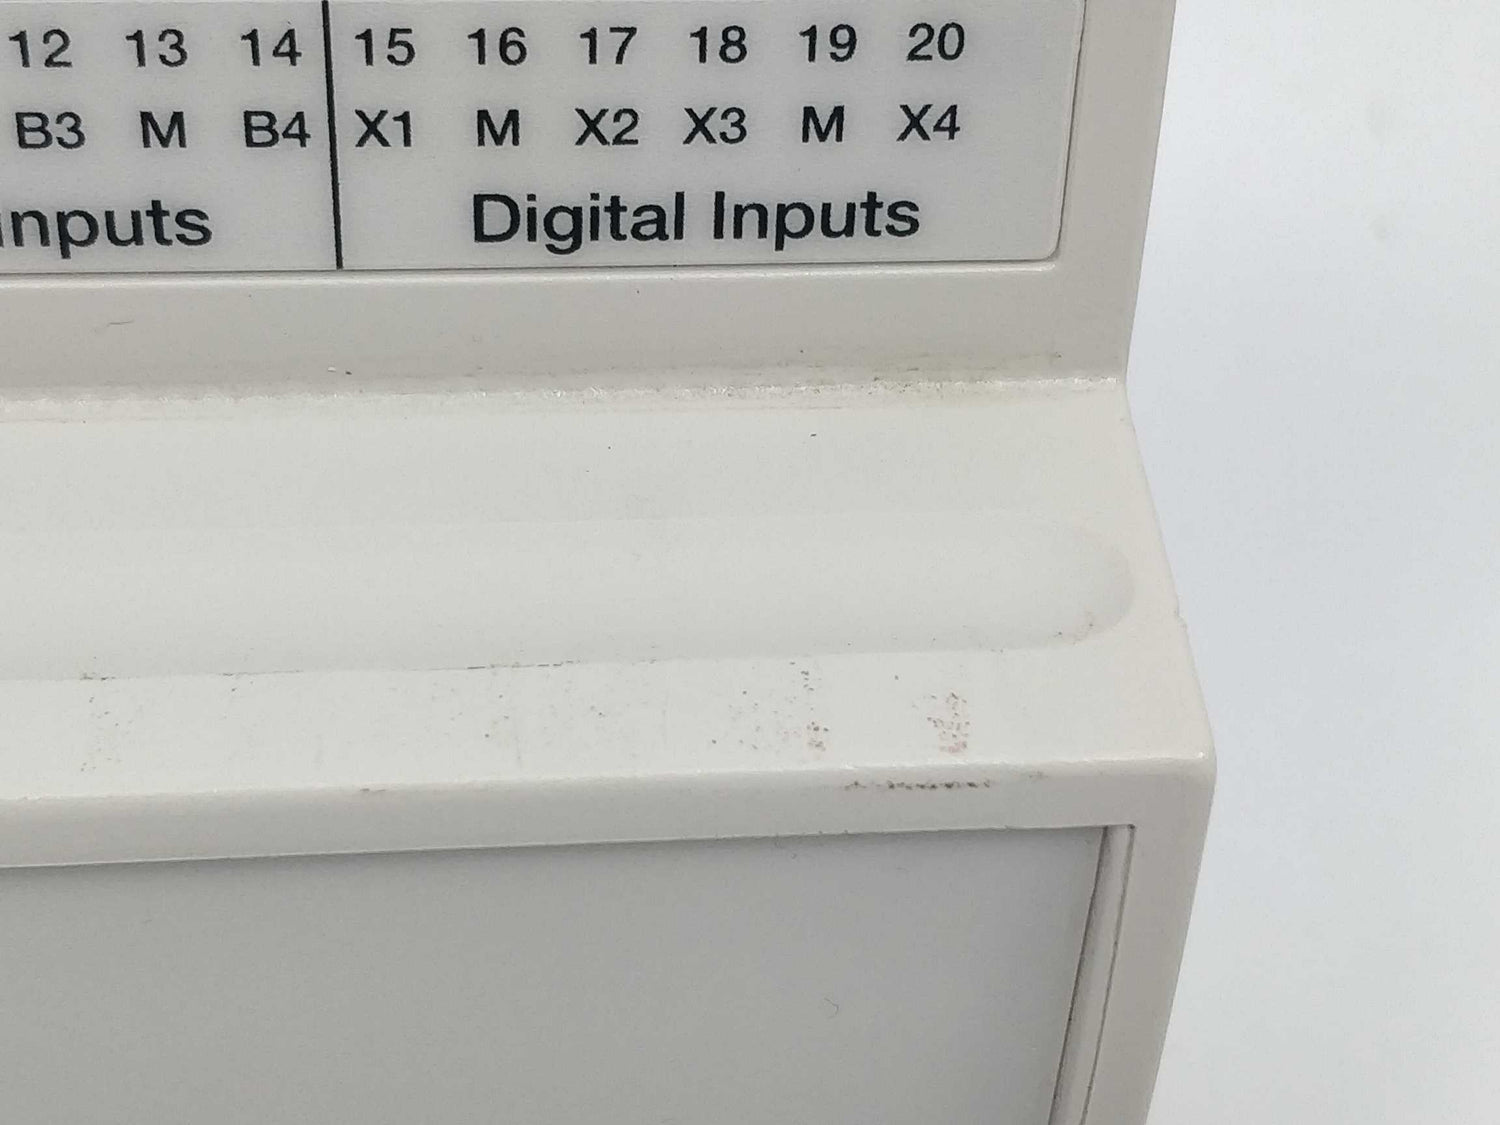 12 13 14 15 16 17 18 19 20
B3 M B4 X1 M X2 X3 M X4
Digital Inputs